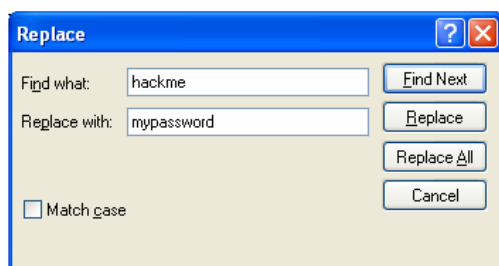 Replace
Find what: hackme Find Next
Replace with: mypassword Replace
Replace All
Cancel
Match case